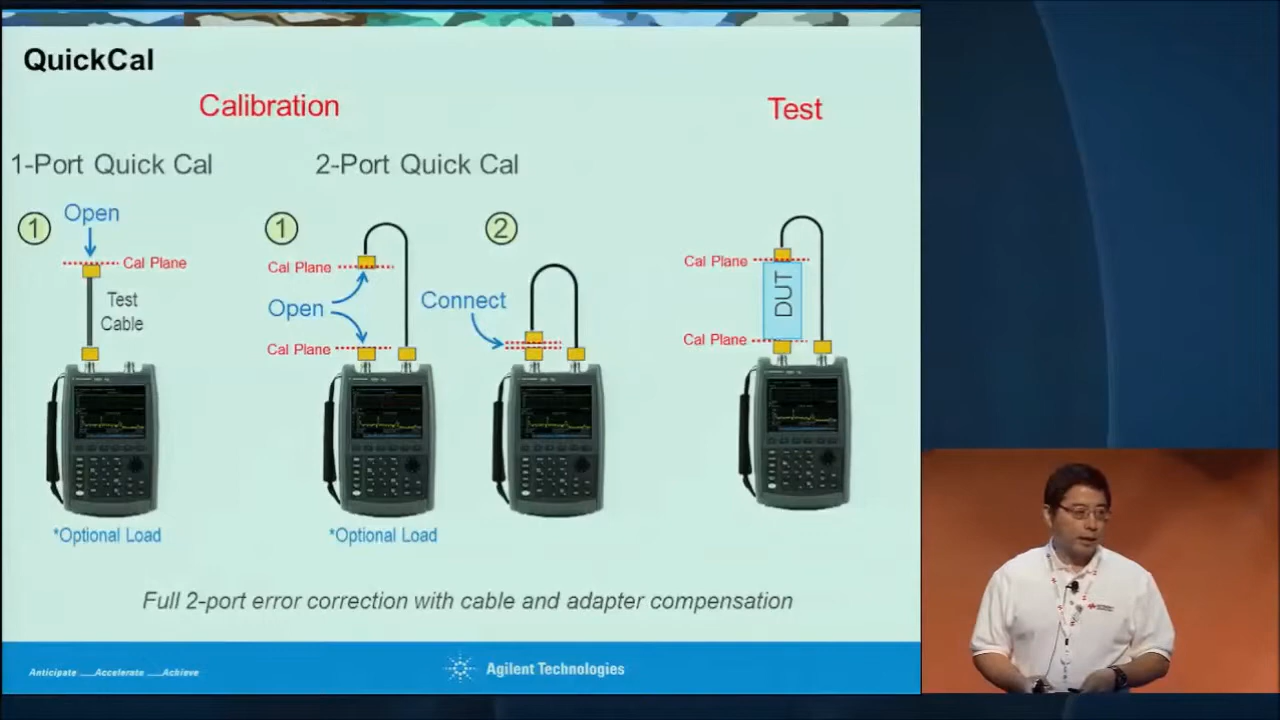 QuickCal
Calibration
Test
1-Port Quick Cal
2-Port Quick Cal
1
Open
Cal Plane
Test
Cable
*Optional Load
1
Cal Plane
Open
Cal Plane
*Optional Load
2
Connect
Cal Plane
DUT
Cal Plane
Full 2-port error correction with cable and adapter compensation
Anticipate ___Accelerate ___Achieve
Agilent Technologies